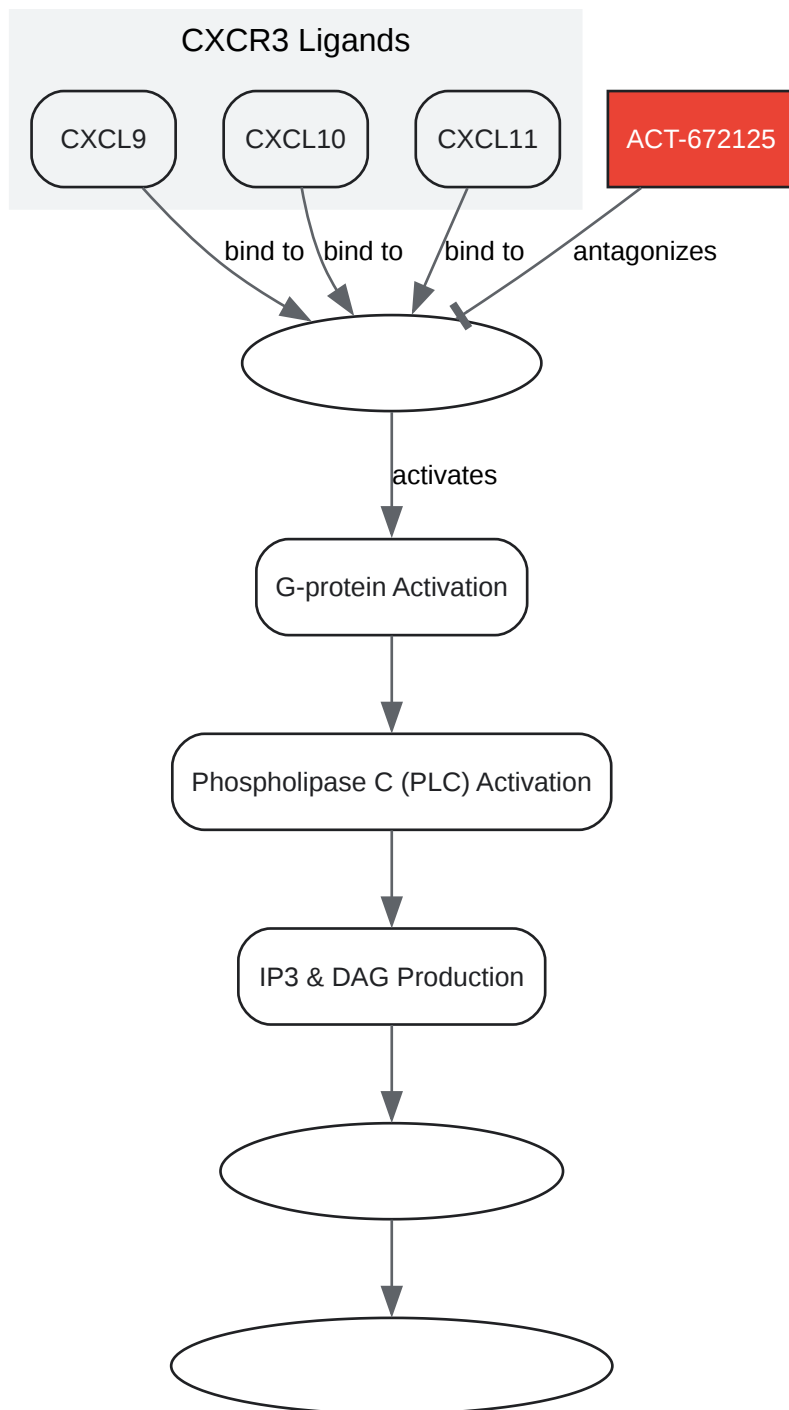 CXCR3 Ligands
CXCL9
CXCL10
CXCL11
ACT-672125
bind to
bind to
bind to
antagonizes
activates
G-protein Activation
Phospholipase C (PLC) Activation
IP3 & DAG Production